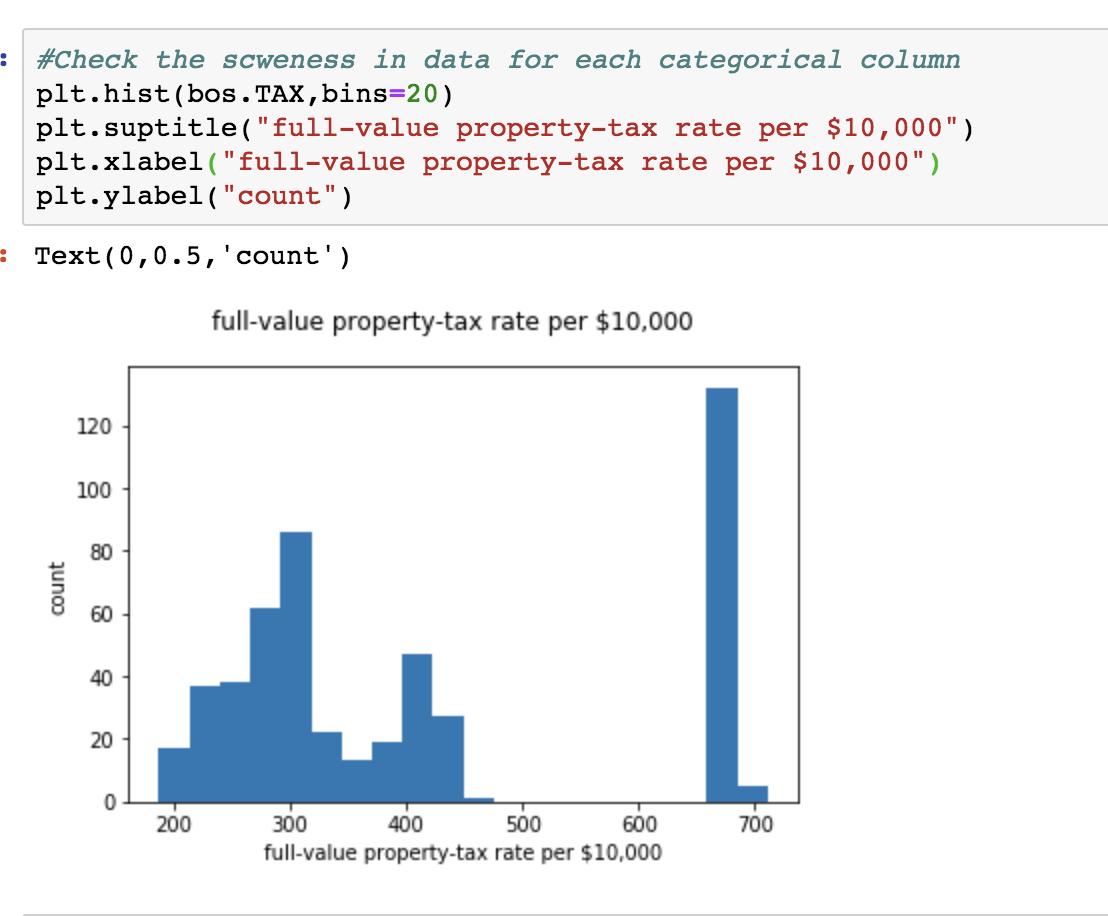 #Check the scweness in data for each categorical column
plt.hist(bos.TAX,bins=20)
plt.suptitle("full-value property-tax rate per $10,000")
plt.xlabel("full-value property-tax rate per $10,000")
plt.ylabel("count")
Text(0,0.5,'count')
full-value property-tax rate per $10,000
120
100
80
60
40
20
0
count
200 300 400 500 600 700
full-value property-tax rate per $10,000